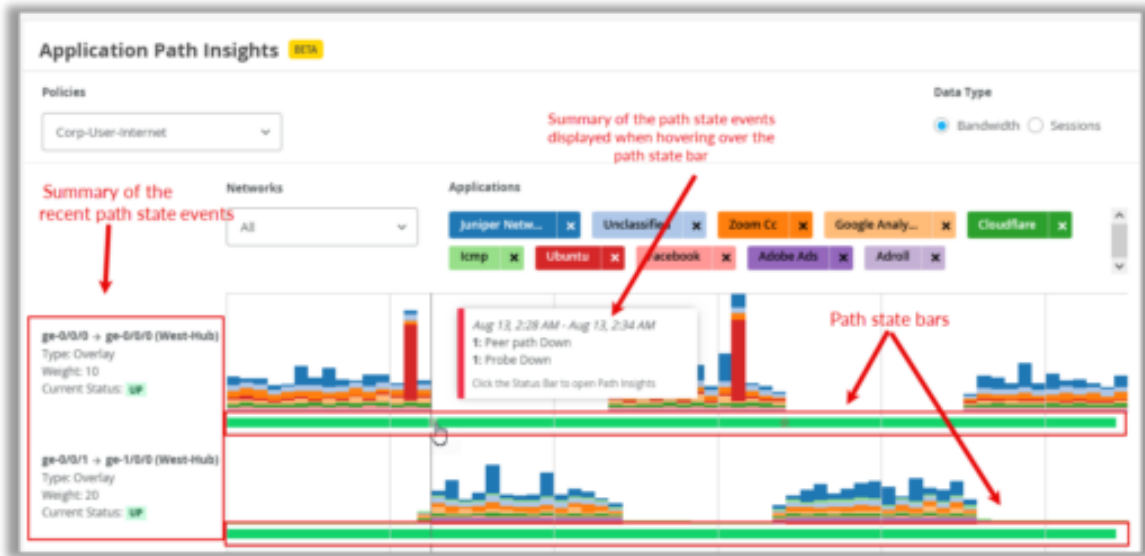 Application Path Insights BETA
Policies
Data Type
Corp-User-Internet
Bandwidth
Sessions
Summary of the path state events
displayed when hovering over the
path state bar
Summary of the
recent path state events
Networks
All
Applications
Juniper Netw...
Unclassified
Zoom Cc
Google Analy...
Cloudflare
Icmp
Ubuntu
Facebook
Adobe Ads
Adroll
ge-0/0/0 → ge-0/0/0 (West-Hub)
Type: Overlay
Weight: 10
Current Status: UP
Aug 13, 2:28 AM - Aug 13, 2:34 AM
1: Peer path Down
1: Probe Down
Click the Status Bar to open Path Insights
Path state bars
ge-0/0/1 → ge-1/0/0 (West-Hub)
Type: Overlay
Weight: 20
Current Status: UP